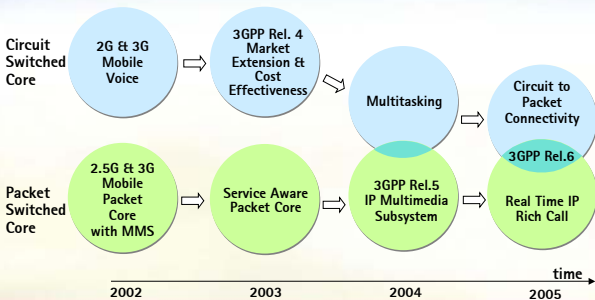 Circuit
Switched
Core
2G & 3G
Mobile
Voice
3GPP Rel. 4
Market
Extension &
Cost
Effectiveness
Multitasking
Circuit to
Packet
Connectivity
3GPP Rel.6
Packet
Switched
Core
2.5G & 3G
Mobile
Packet
Core
with MMS
Service Aware
Packet Core
3GPP Rel.5
IP Multimedia
Subsystem
Real Time IP
Rich Call
time
2002
2003
2004
2005